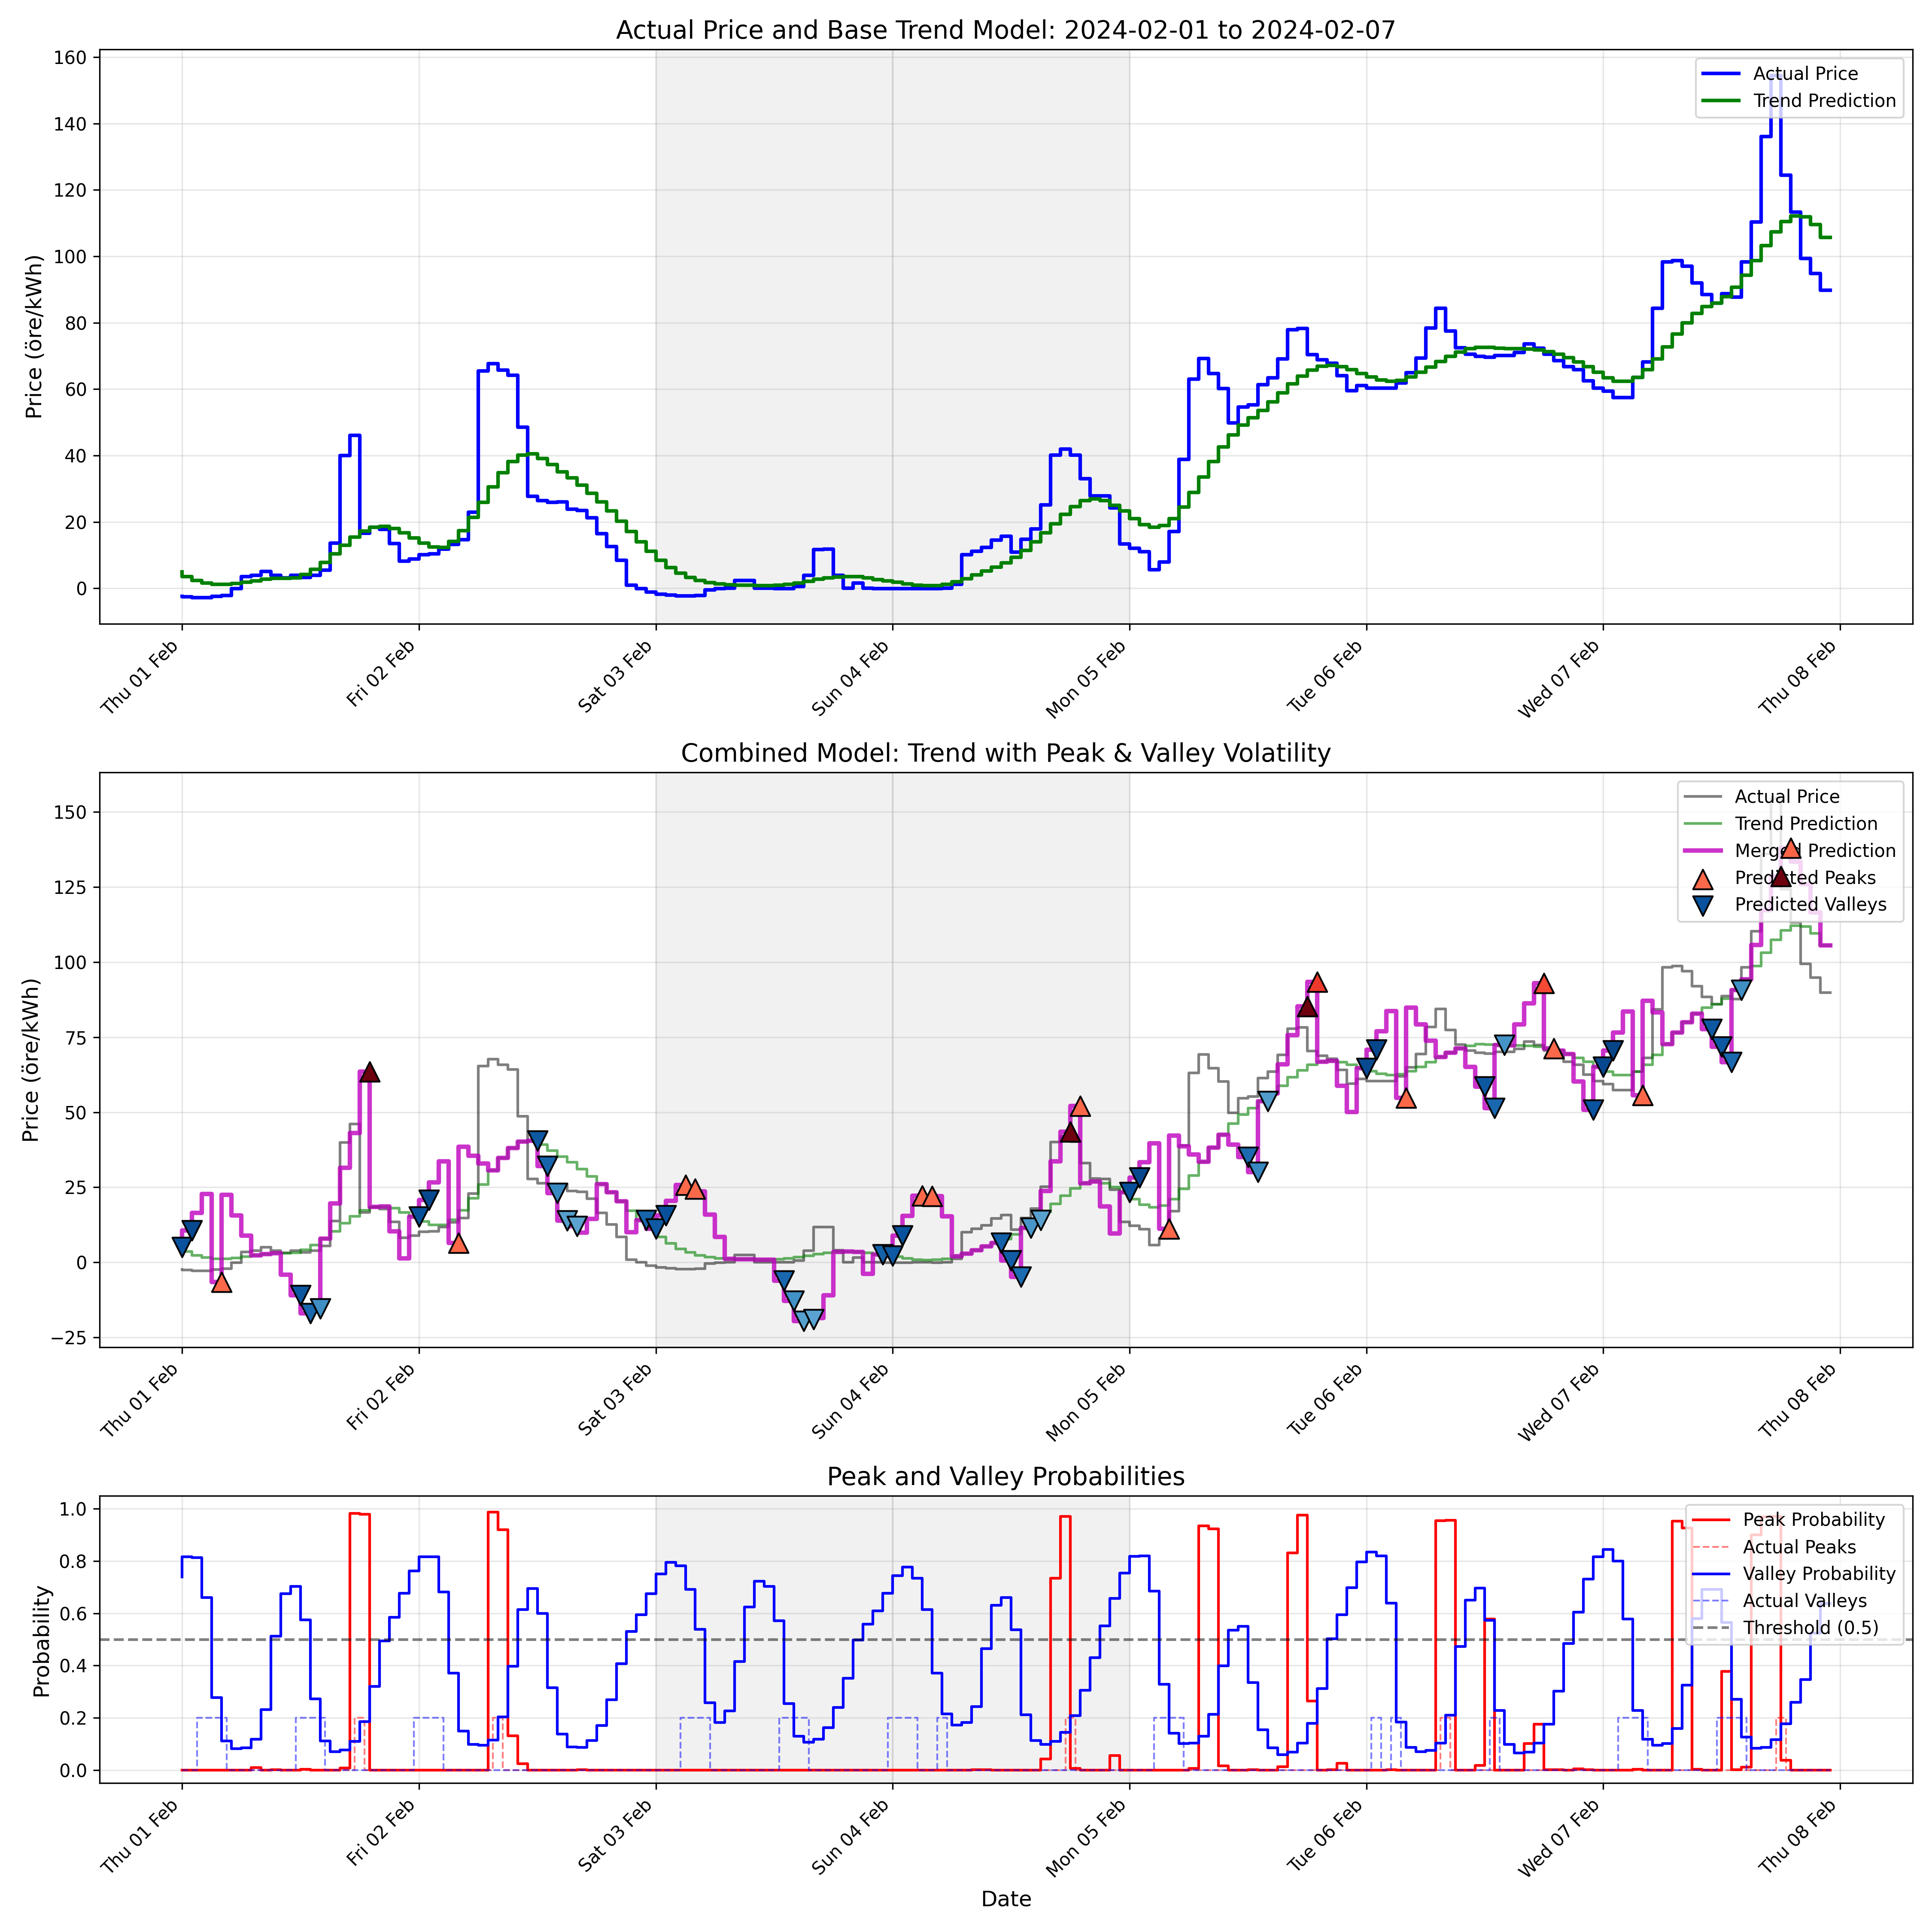 Actual Price and Base Trend Model: 2024-02-01 to 2024-02-07
Price (öre/kWh)
160
140
120
100
80
60
40
20
0
Actual Price
Trend Prediction
Thu 01 Feb
Fri 02 Feb
Sat 03 Feb
Sun 04 Feb
Mon 05 Feb
Tue 06 Feb
Wed 07 Feb
Thu 08 Feb
Combined Model: Trend with Peak & Valley Volatility
Price (öre/kWh)
150
125
100
75
50
25
0
−25
Actual Price
Trend Prediction
Merged Prediction
Predicted Peaks
Predicted Valleys
Thu 01 Feb
Fri 02 Feb
Sat 03 Feb
Sun 04 Feb
Mon 05 Feb
Tue 06 Feb
Wed 07 Feb
Thu 08 Feb
Peak and Valley Probabilities
Probability
1.0
0.8
0.6
0.4
0.2
0.0
Peak Probability
Actual Peaks
Valley Probability
Actual Valleys
Threshold (0.5)
Thu 01 Feb
Fri 02 Feb
Sat 03 Feb
Sun 04 Feb
Mon 05 Feb
Tue 06 Feb
Wed 07 Feb
Thu 08 Feb
Date